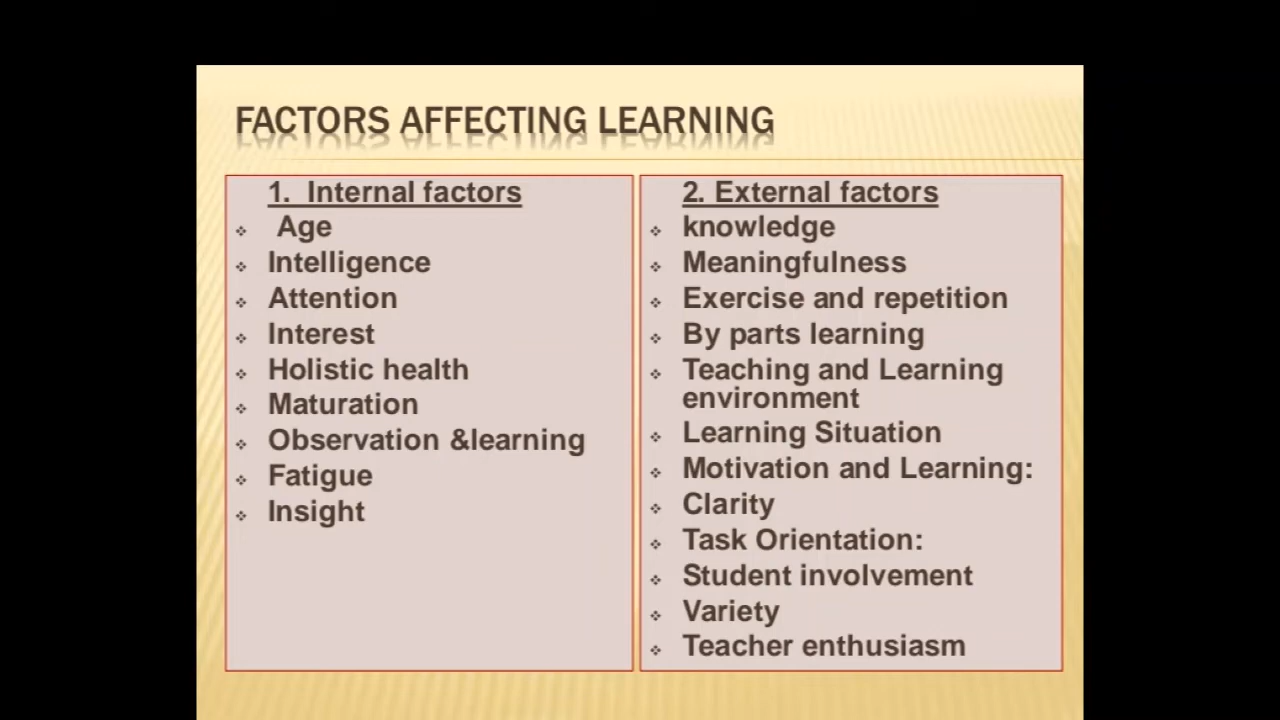 FACTORS AFFECTING LEARNING
1. Internal factors
Age
Intelligence
Attention
Interest
Holistic health
Maturation
Observation &learning
Fatigue
Insight
2. External factors
knowledge
Meaningfulness
Exercise and repetition
By parts learning
Teaching and Learning
environment
Learning Situation
Motivation and Learning:
Clarity
Task Orientation:
Student involvement
Variety
Teacher enthusiasm